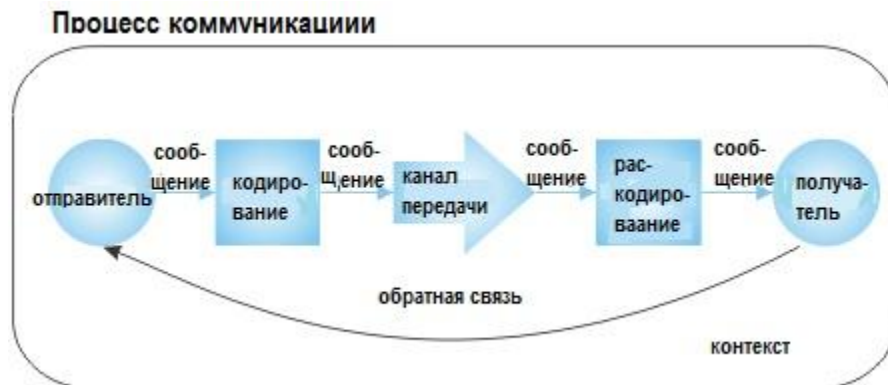 Процесс коммуникациии
сооб-
щение
сооб-
щение
сооб-
щение
сооб-
щение
отправитель
кодиро-
вание
канал
передачи
рас-
кодиро-
ваание
получа-
тель
обратная связь
контекст